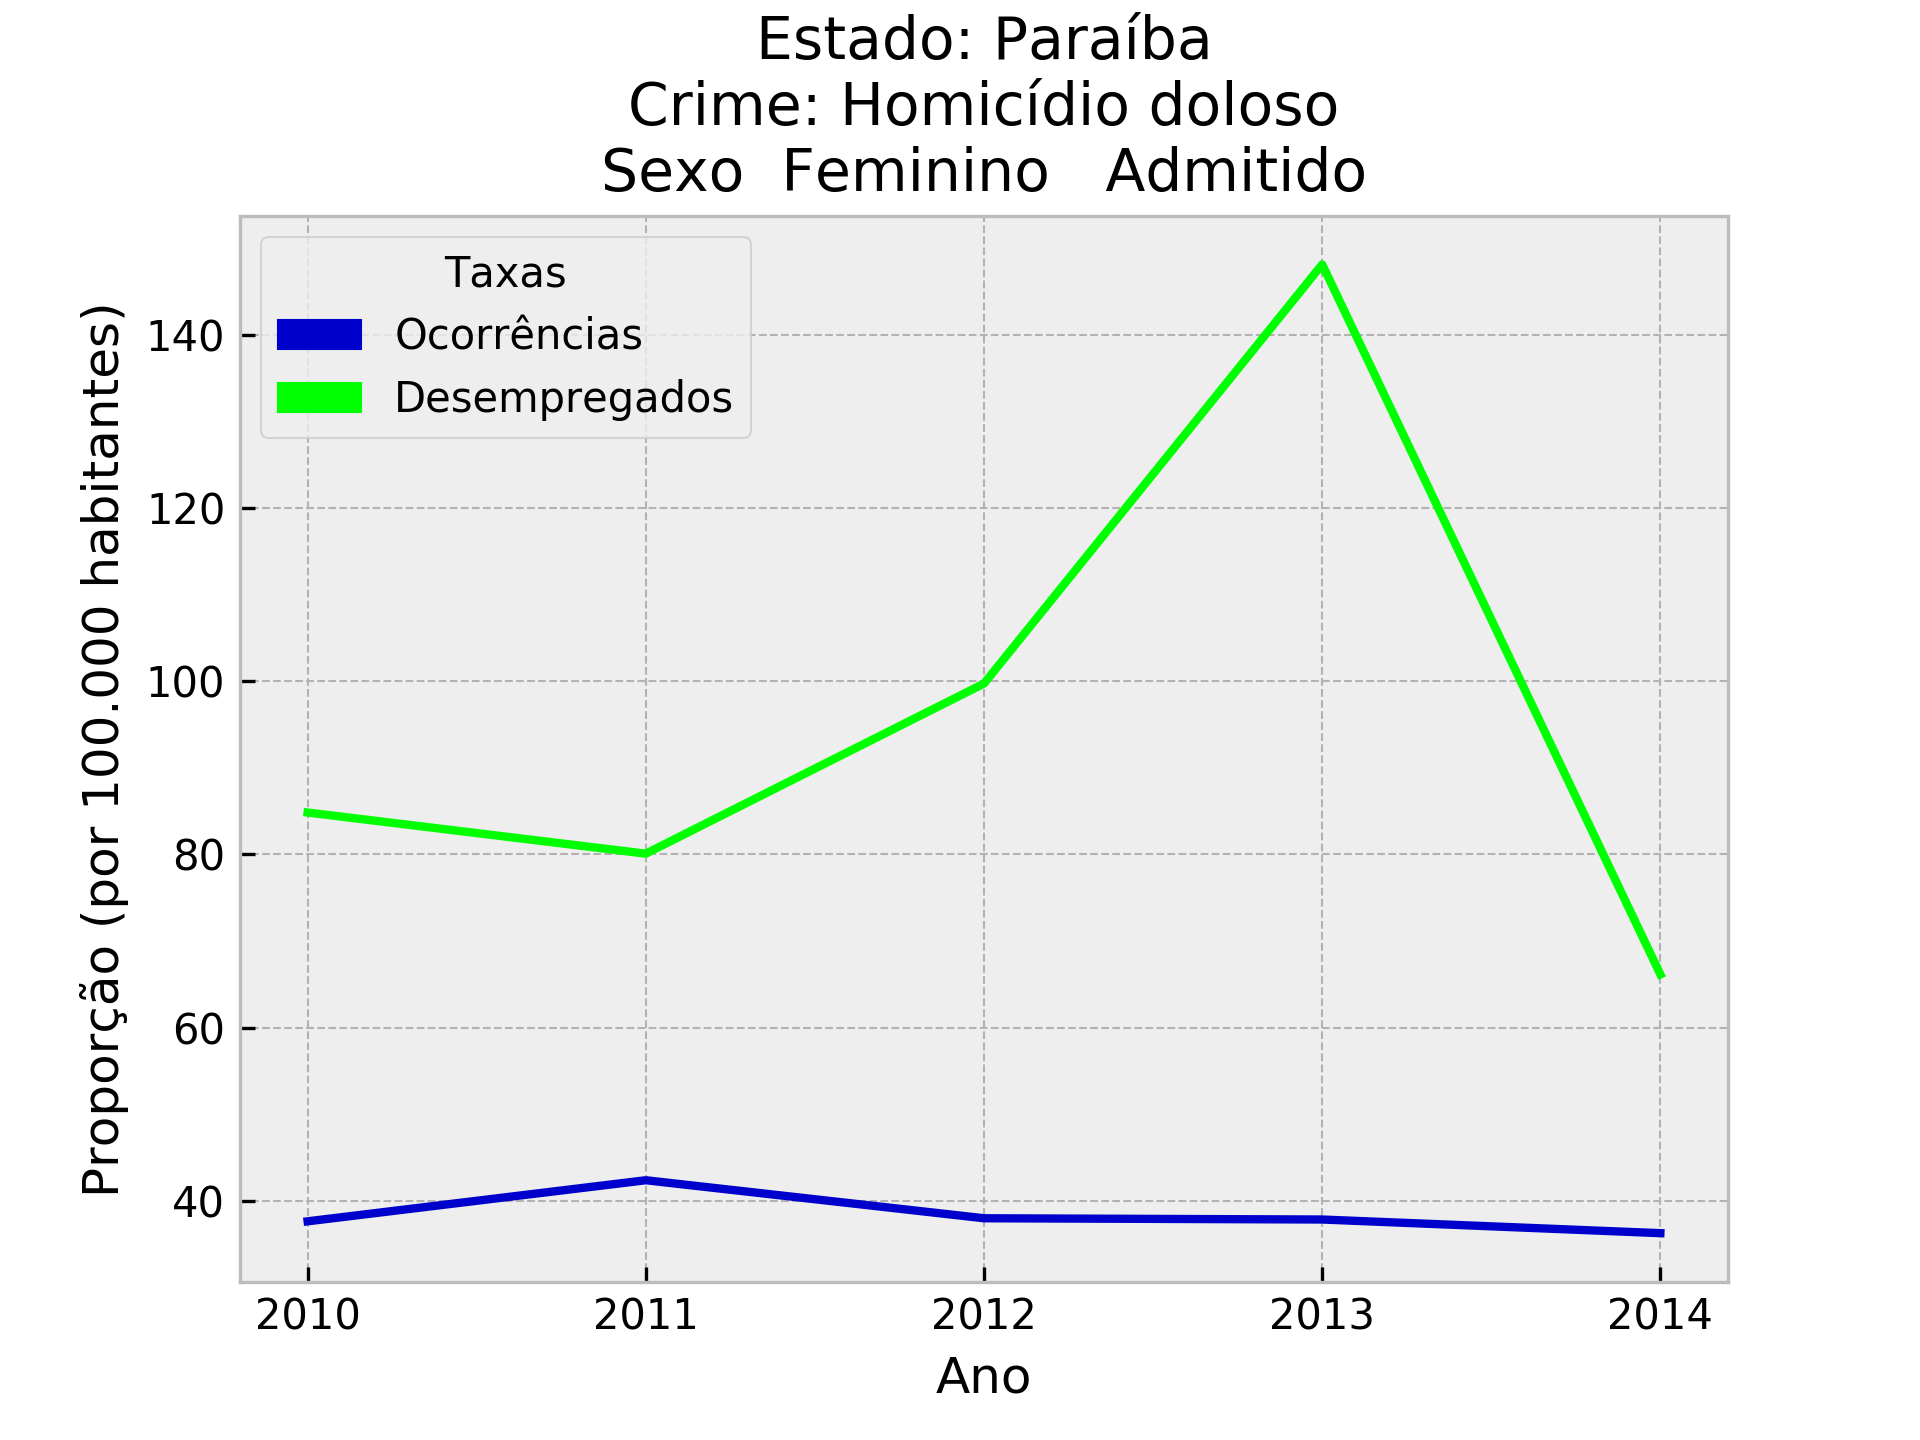 Estado: Paraíba
Crime: Homicídio doloso
Sexo  Feminino   Admitido
Taxas
Ocorrências
Desempregados
Proporção (por 100.000 habitantes)
140
120
100
80
60
40
2010 2011 2012 2013 2014
Ano